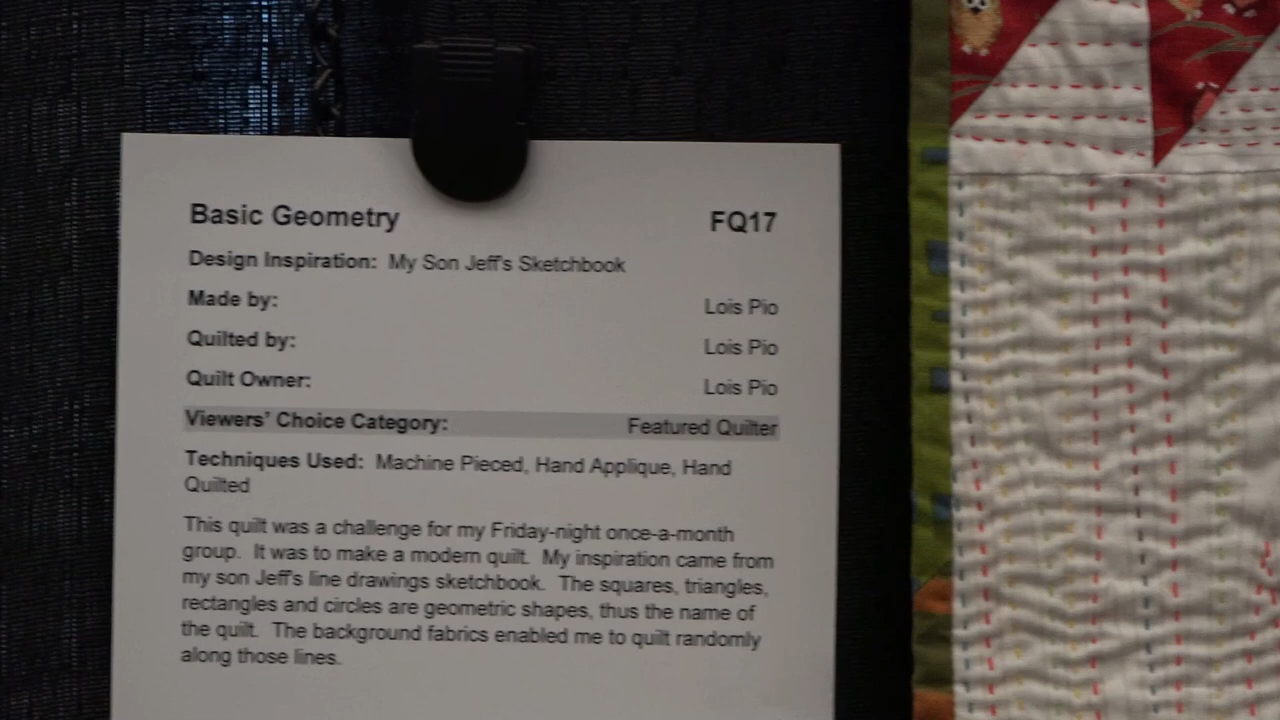 Basic Geometry FQ17
Design Inspiration: My Son Jeff's Sketchbook
Made by: Lois Pio
Quilted by: Lois Pio
Quilt Owner: Lois Pio
Viewers' Choice Category: Featured Quilter
Techniques Used: Machine Pieced, Hand Applique, Hand
Quilted
This quilt was a challenge for my Friday-night once-a-month
group. It was to make a modern quilt. My inspiration came from
my son Jeff's line drawings sketchbook. The squares, triangles,
rectangles and circles are geometric shapes, thus the name of
the quilt. The background fabrics enabled me to quilt randomly
along those lines.